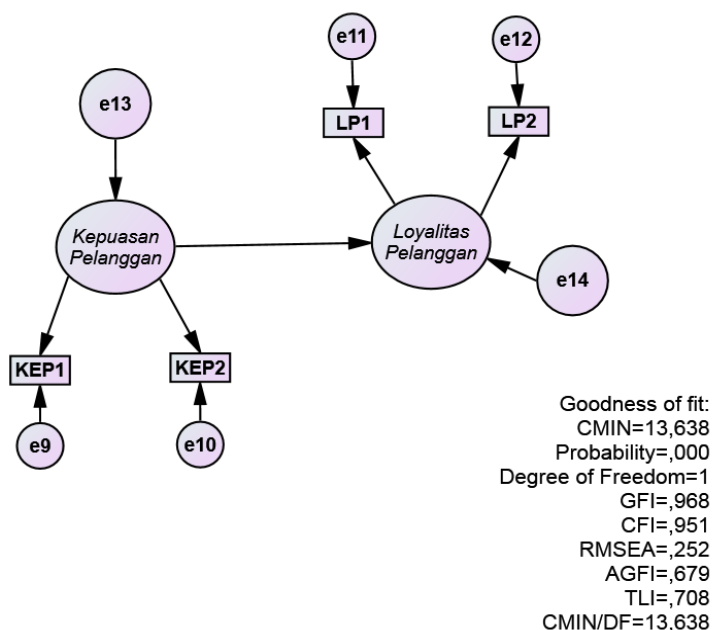 e11
e12
e13
LP1
LP2
Kepuasan
Pelanggan
Loyalitas
Pelanggan
e14
KEP1
KEP2
e9
e10
Goodness of fit:
CMIN=13,638
Probability=,000
Degree of Freedom=1
GFI=,968
CFI=,951
RMSEA=,252
AGFI=,679
TLI=,708
CMIN/DF=13,638